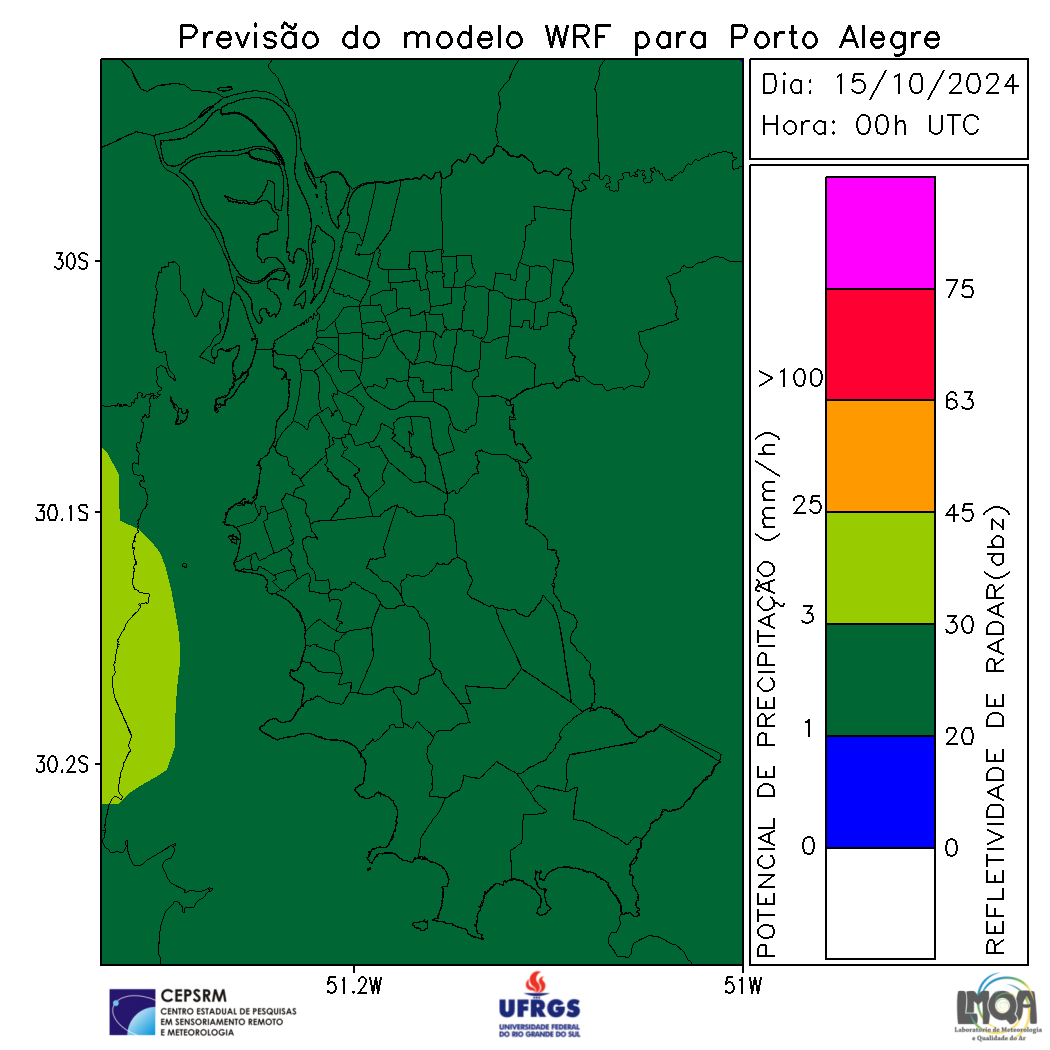 Previsão do modelo WRF para Porto Alegre
Dia: 15/10/2024
Hora: 00h UTC
30S
30.1S
30.2S
51.2W
51W
POTENCIAL DE PRECIPITAÇÃO (mm/h)
>100
25
3
1
0
75
63
45
30
20
0
REFLETIVIDADE DE RADAR(dbz)
CEPSRM
CENTRO ESTADUAL DE PESQUISAS
EM SENSORIAMENTO REMOTO
E METEOROLOGIA
UFRGS
UNIVERSIDADE FEDERAL
DO RIO GRANDE DO SUL
LMQA
Laboratório de Meteorologia
e Qualidade do Ar